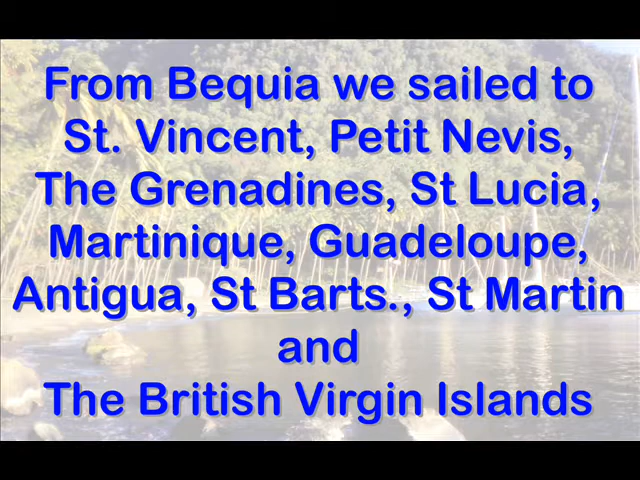 From Bequia we sailed to
St. Vincent, Petit Nevis,
The Grenadines, St Lucia,
Martinique, Guadeloupe,
Antigua, St Barts., St Martin
and
The British Virgin Islands